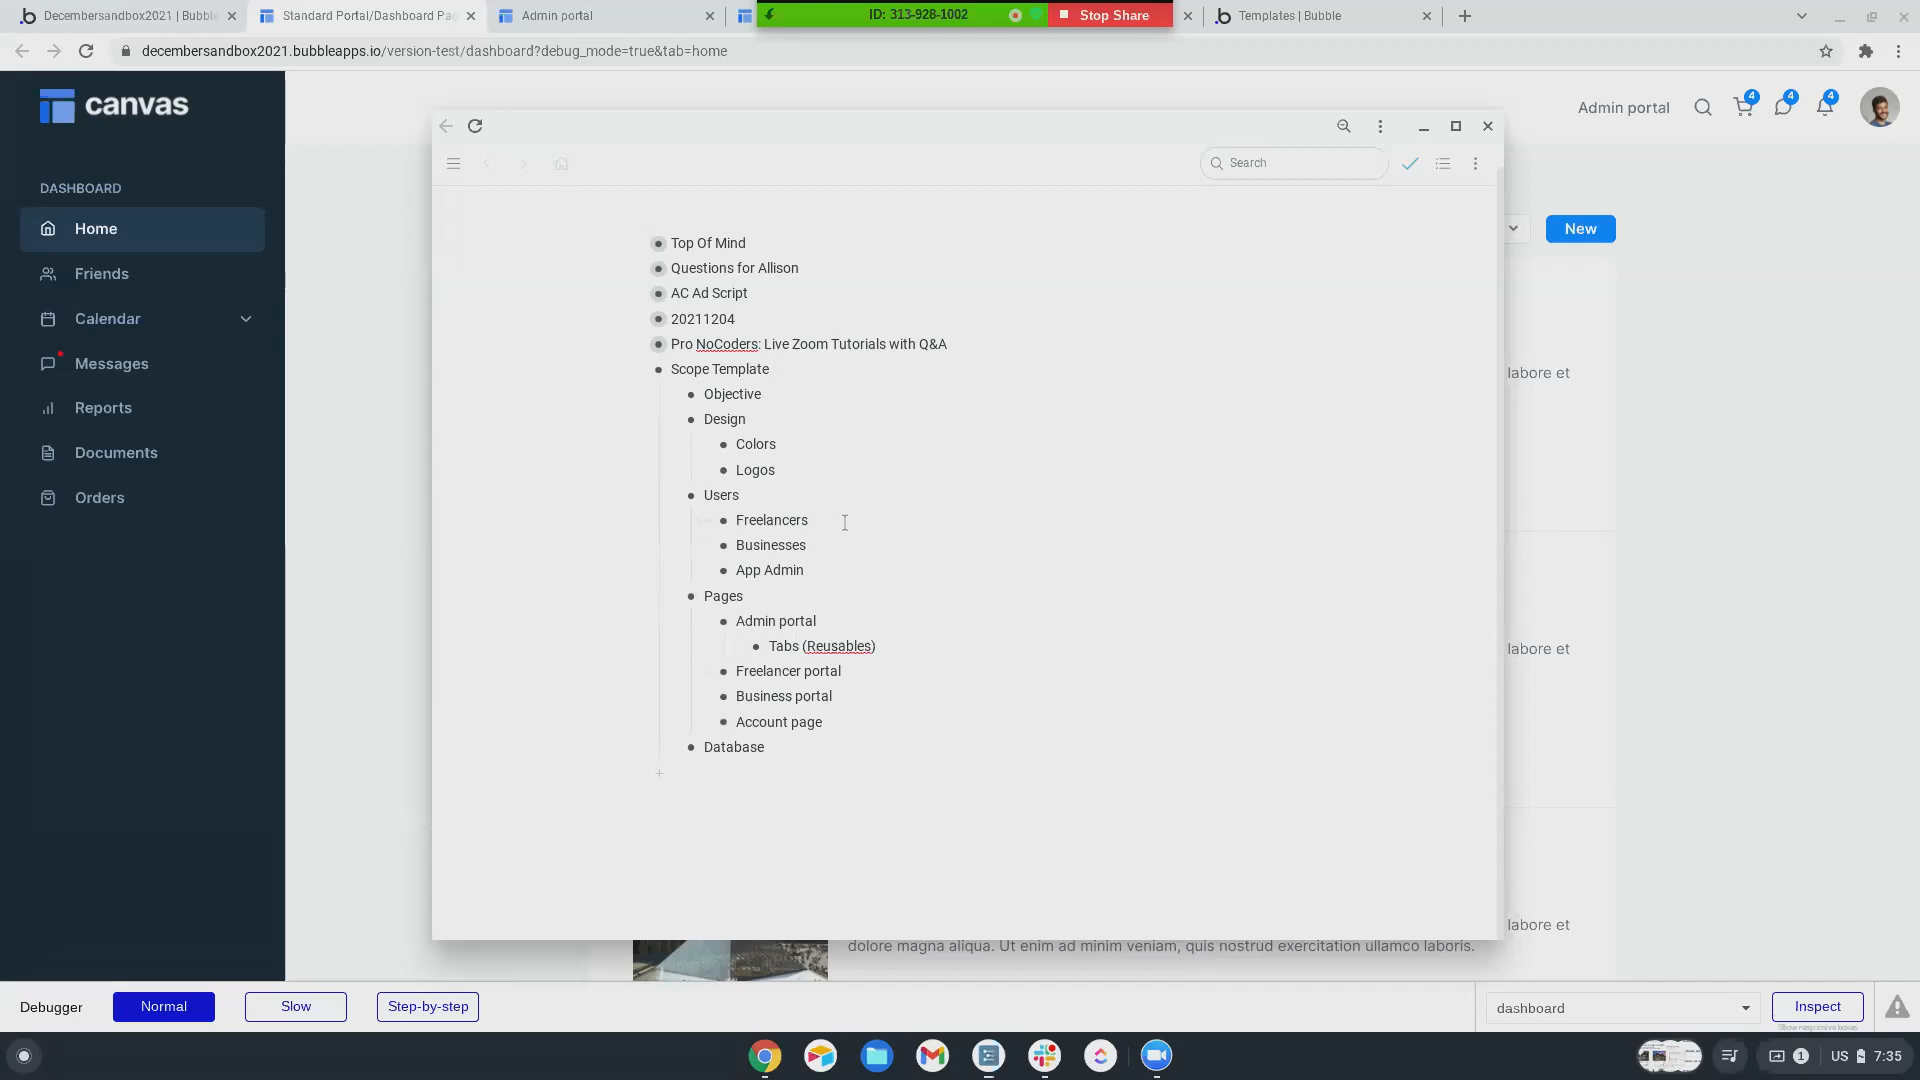 Decembersandbox2021 | Bubble
Standard Portal/Dashboard Pag
Admin portal
ID: 313-928-1002
Stop Share
Templates | Bubble
decembersandbox2021.bubbleapps.io/version-test/dashboard?debug_mode=true&tab=home
canvas
Admin portal
4
4
4
DASHBOARD
Home
Friends
Calendar
Messages
Reports
Documents
Orders
Search
New
Top Of Mind
Questions for Allison
AC Ad Script
20211204
Pro NoCoders: Live Zoom Tutorials with Q&A
Scope Template
Objective
Design
Colors
Logos
Users
Freelancers
Businesses
App Admin
Pages
Admin portal
Tabs (Reusables)
Freelancer portal
Business portal
Account page
Database
labore et
labore et
labore et
dolore magna aliqua. Ut enim ad minim veniam, quis nostrud exercitation ullamco laboris.
Debugger
Normal
Slow
Step-by-step
dashboard
Inspect
Show responsive boxes
1
US
7:35